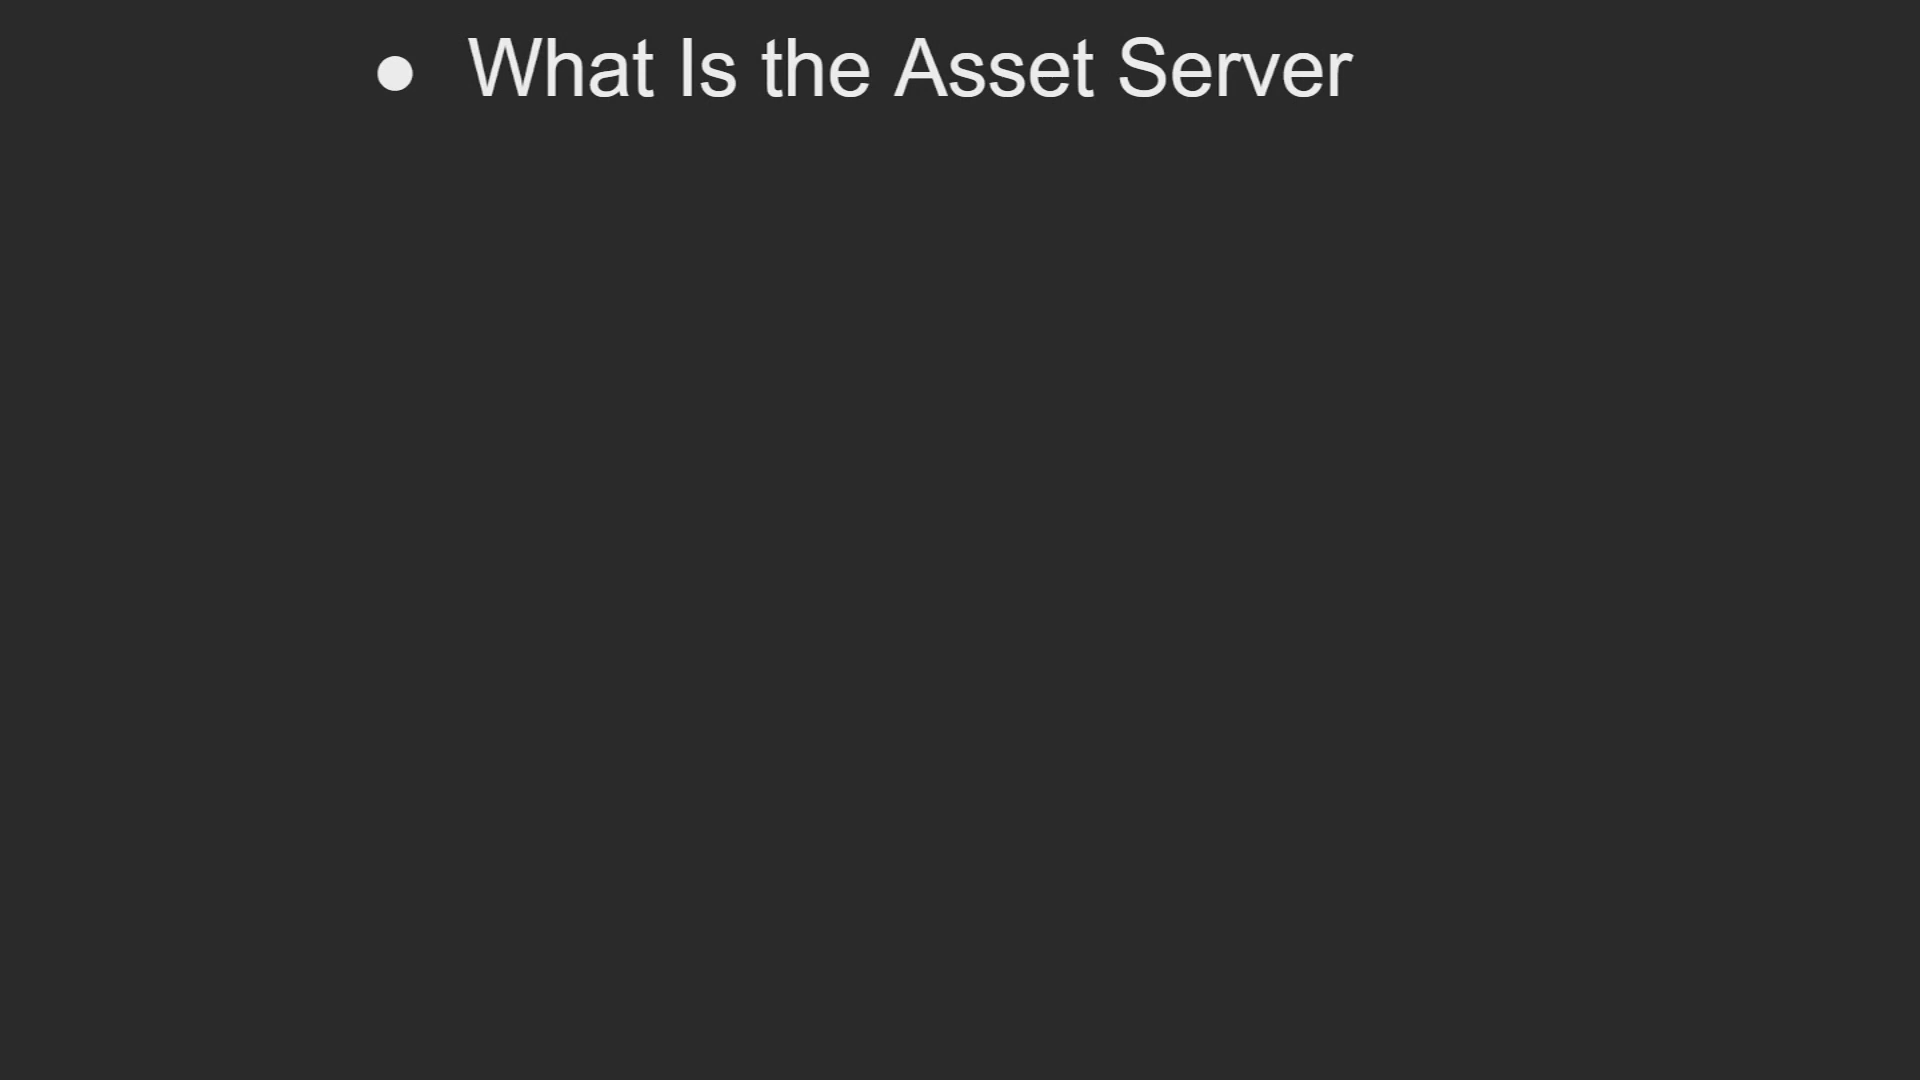 ● What Is the Asset Server